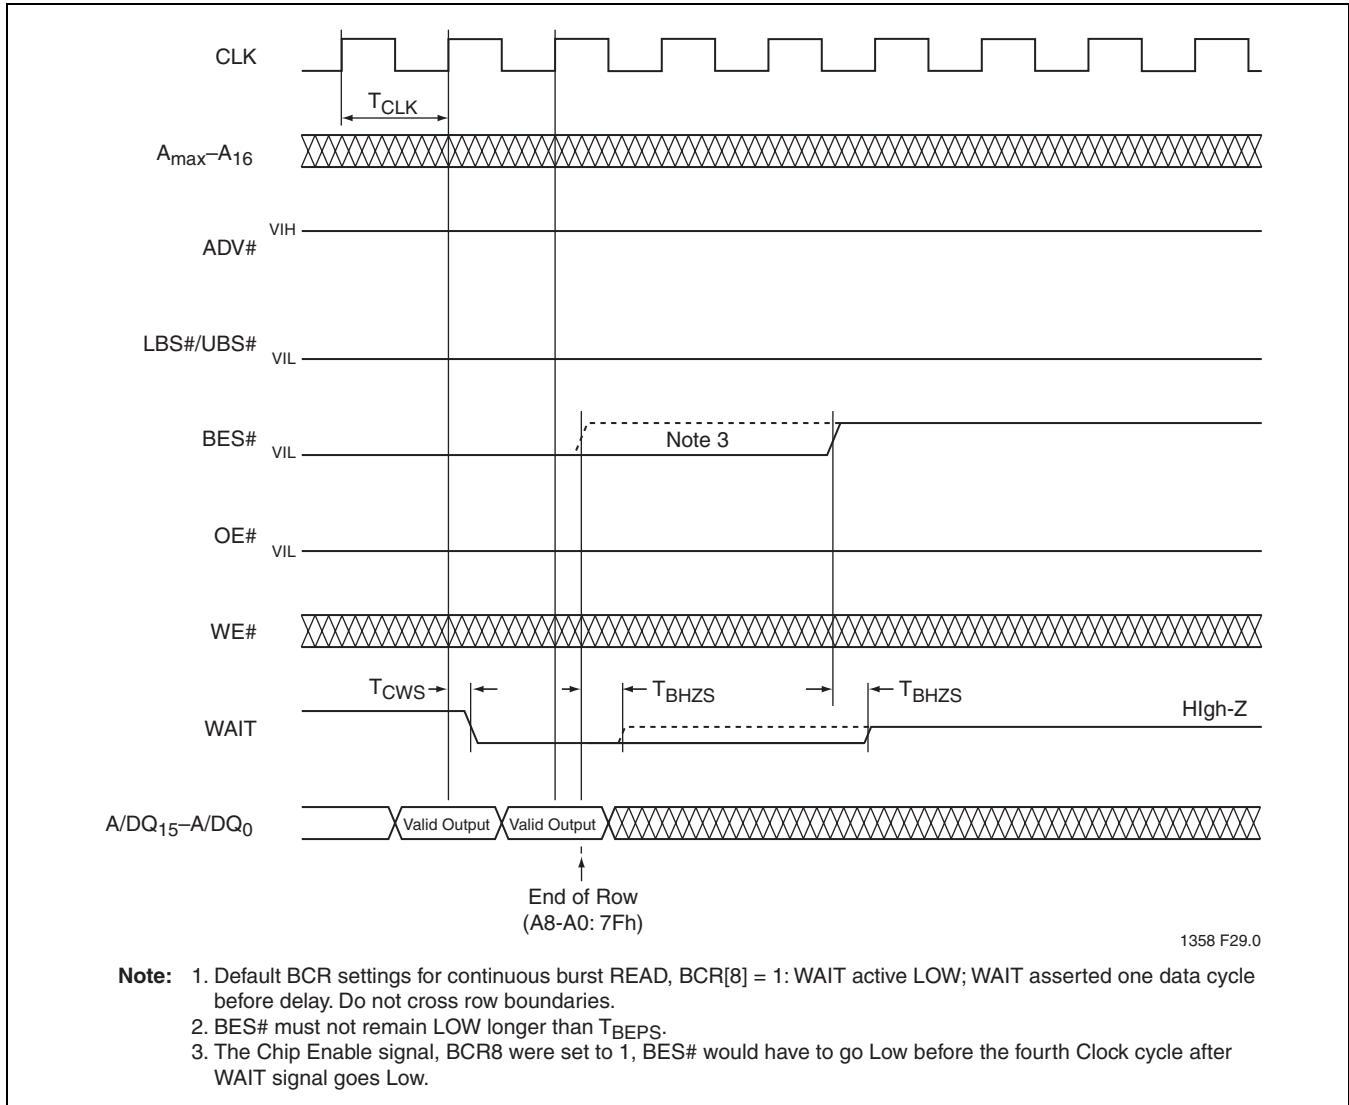 CLK
TCLK
Amax–A16
VIH
ADV#
LBS#/UBS#
VIL
BES#
VIL
Note 3
OE#
VIL
WE#
TCWS
TBHZS
TBHZS
WAIT
HIgh-Z
A/DQ15–A/DQ0
Valid Output
Valid Output
End of Row
(A8-A0: 7Fh)
1358 F29.0
Note: 1. Default BCR settings for continuous burst READ, BCR[8] = 1: WAIT active LOW; WAIT asserted one data cycle
before delay. Do not cross row boundaries.
2. BES# must not remain LOW longer than TBEPS.
3. The Chip Enable signal, BCR8 were set to 1, BES# would have to go Low before the fourth Clock cycle after
WAIT signal goes Low.